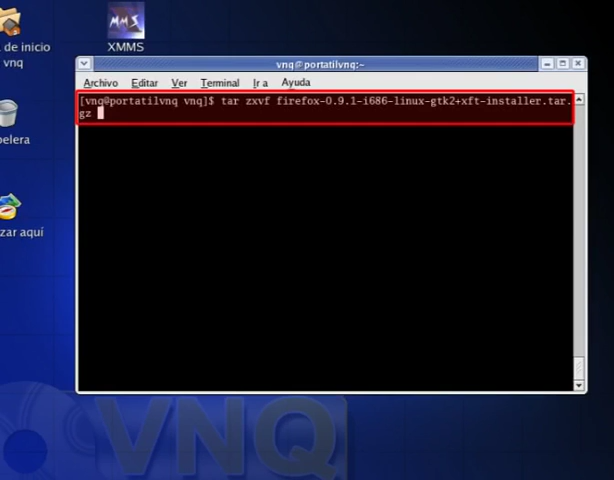 de inicio
vnq
XMMS
zar aquí
vnq@portatilvnq:~
Archivo Editar Ver Terminal Ir a Ayuda
[vnq@portatilvnq vnq]$ tar zxvf firefox-0.9.1-i686-linux-gtk2+xft-installer.tar.
gz
VNQ